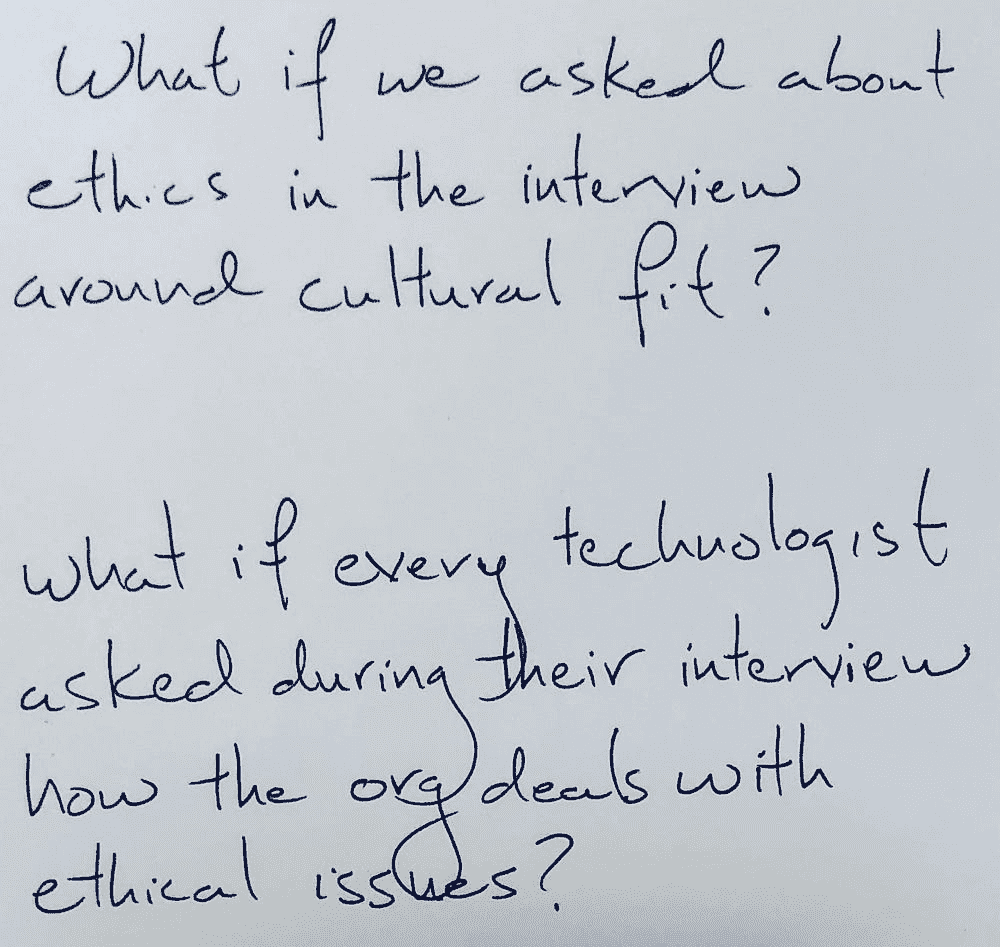 What if we asked about
ethics in the interview
around cultural fit?
what if every technologist
asked during their interview
how the org deals with
ethical issues?